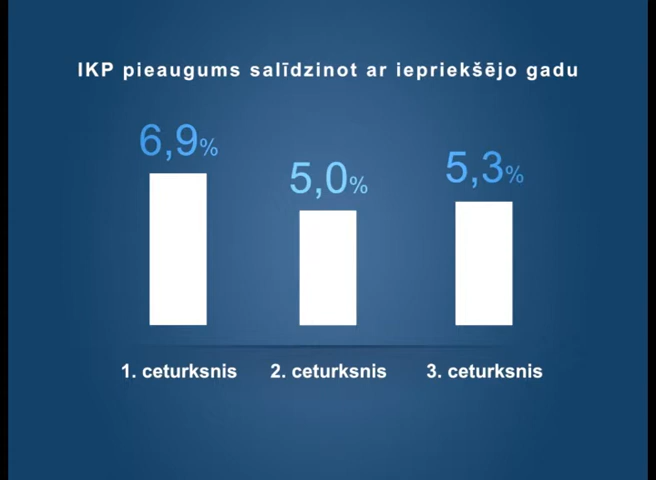 IKP pieaugums salīdzinot ar iepriekšējo gadu
6,9% 5,0% 5,3%
1. ceturksnis 2. ceturksnis 3. ceturksnis